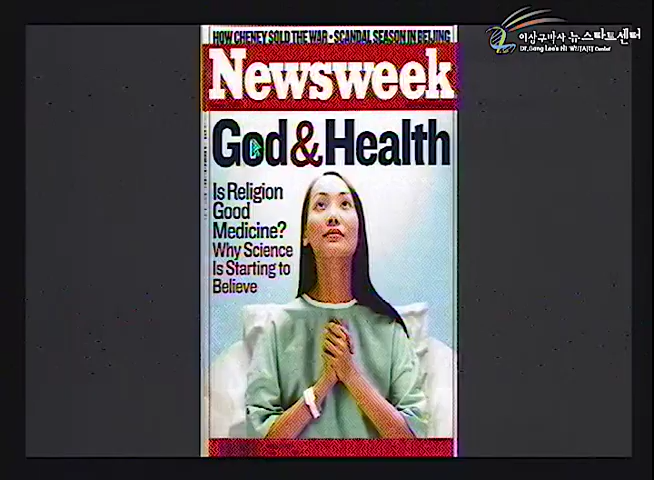 HOW CHENEY SOLD THE WAR • SCANDAL SEASON IN BEIJING
이상구박사 뉴스타트센터
Newsweek
God & Health
Is Religion
Good
Medicine?
Why Science
Is Starting to
Believe